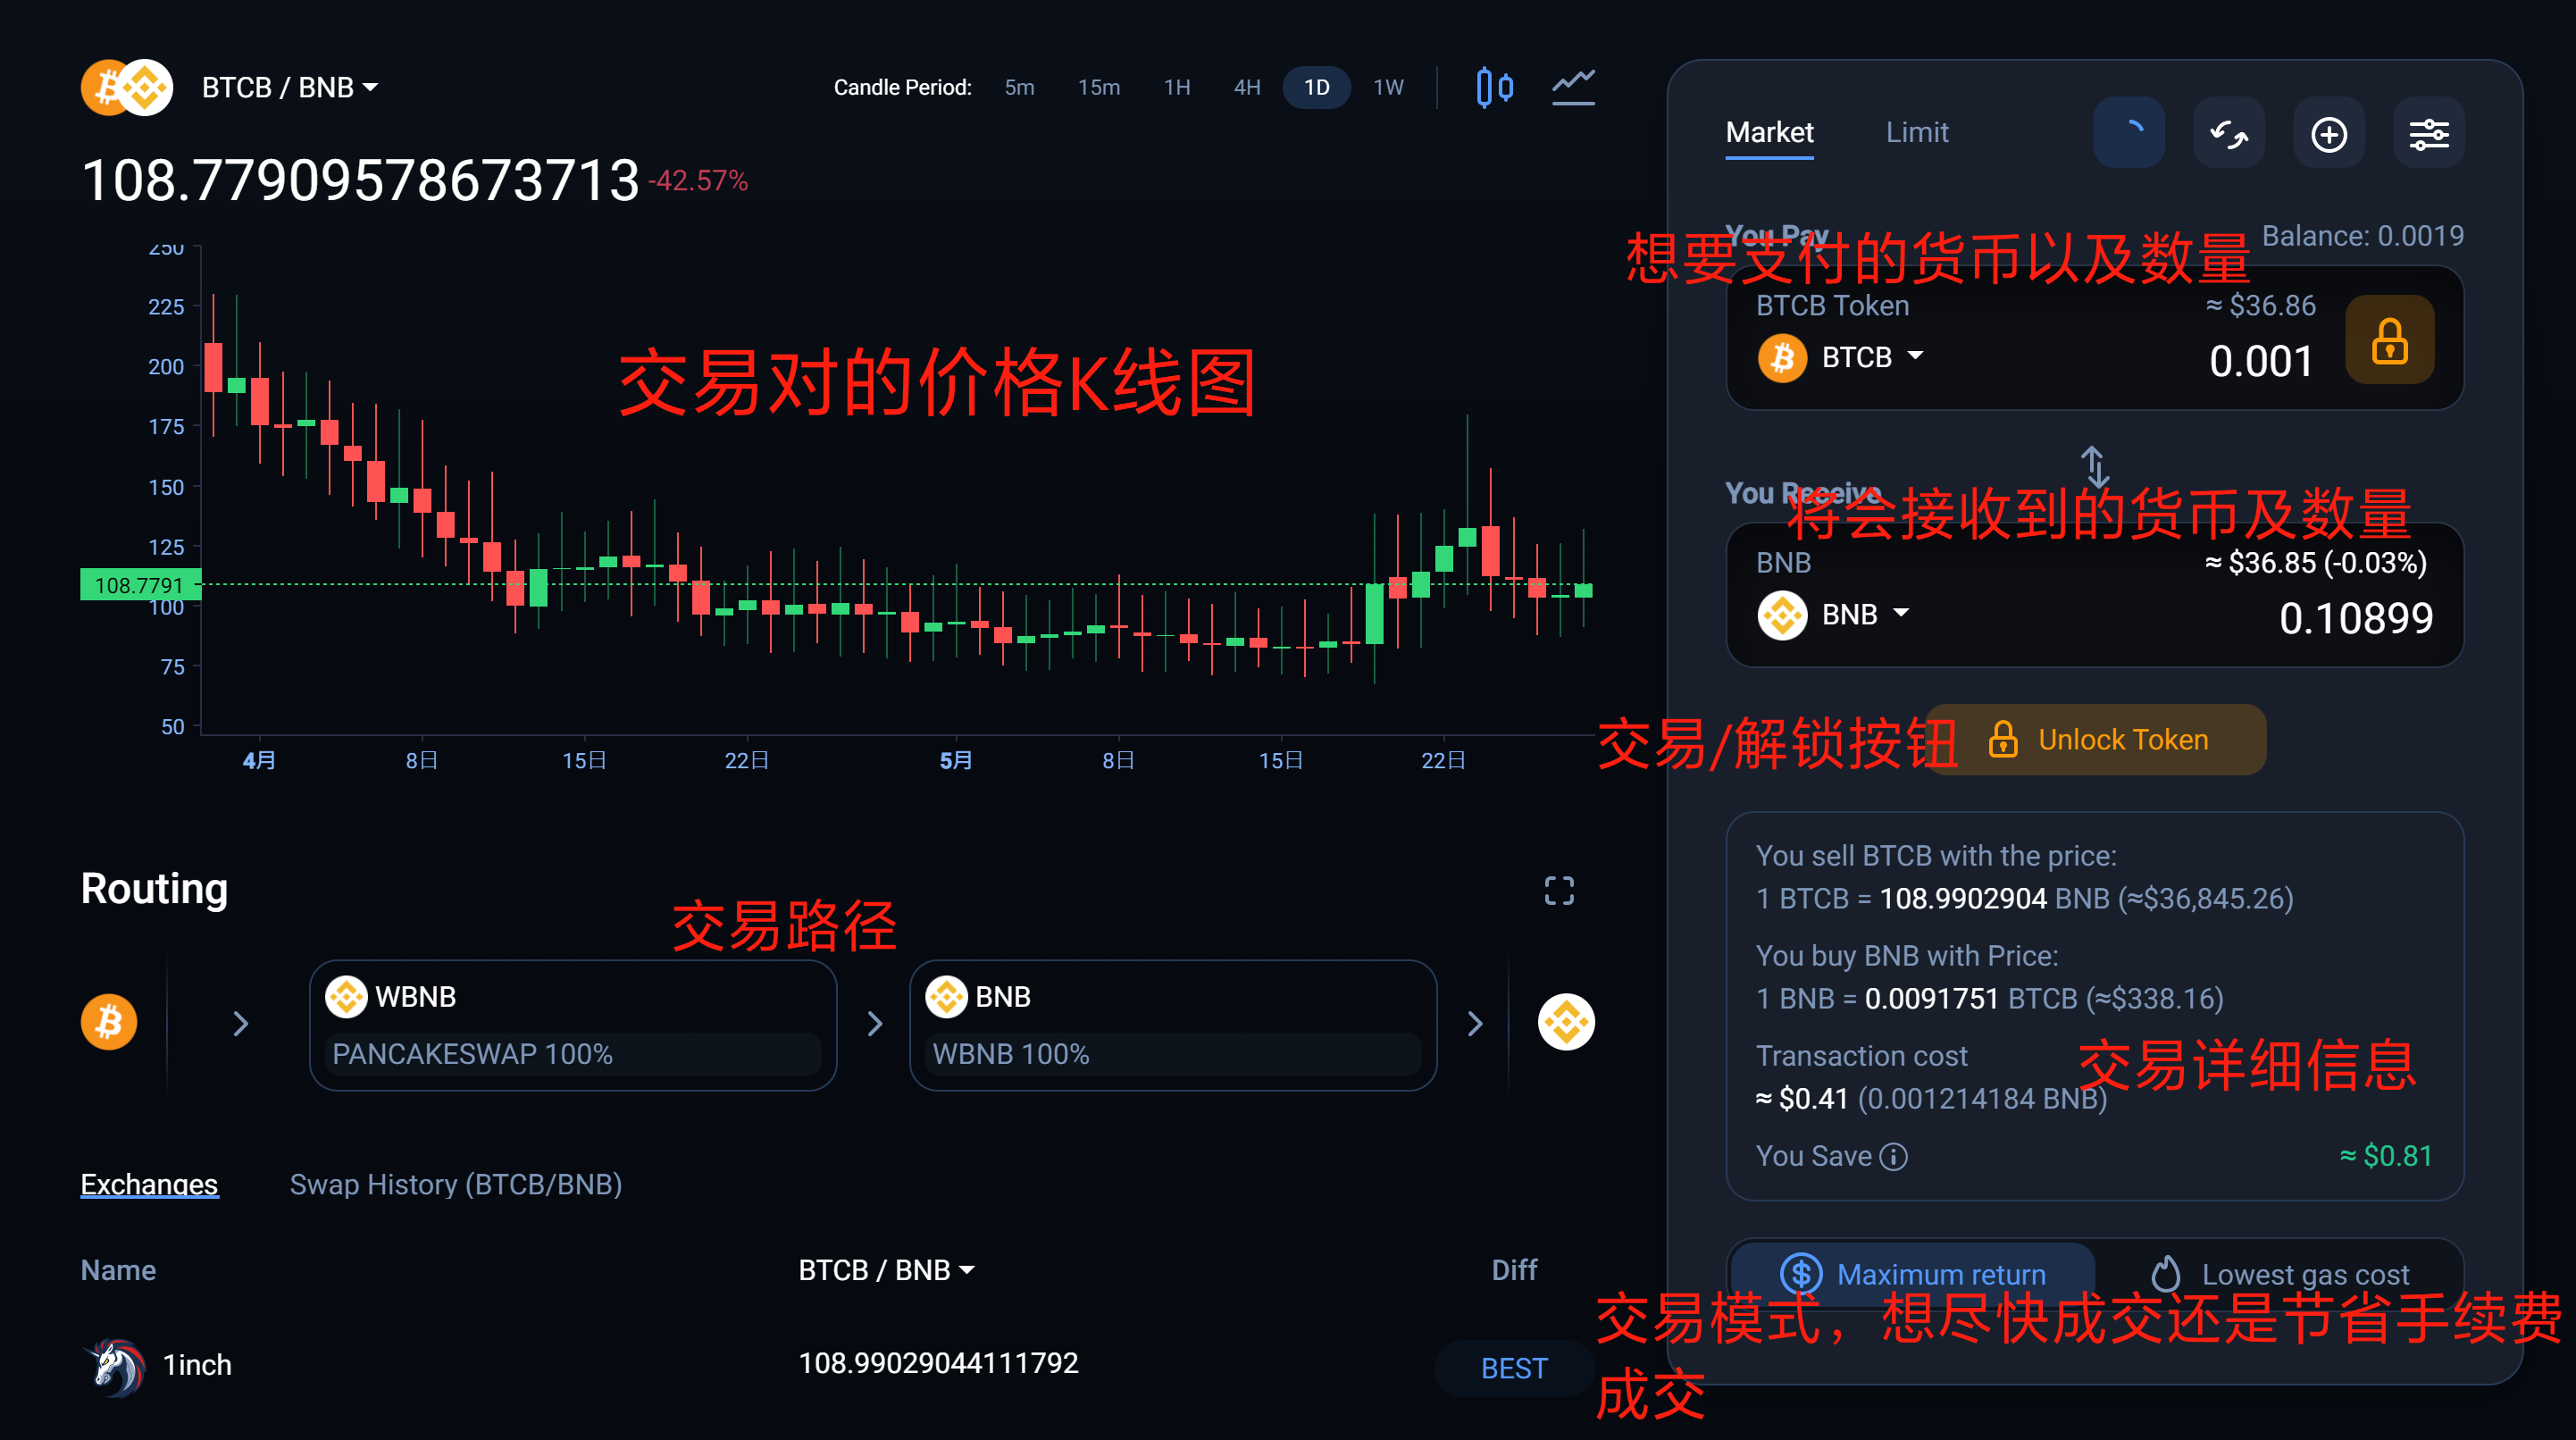 BTCB / BNB
Candle Period: 5m 15m 1H 4H 1D 1W
108.77909578673713 -42.57%
250
225
200
175
150
125
108.7791
100
75
50
4月 8日 15日 22日 5月 8日 15日 22日
交易对的价格K线图
Routing
交易路径
WBNB
PANCAKESWAP 100%
BNB
WBNB 100%
Exchanges Swap History (BTCB/BNB)
Name BTCB / BNB Diff
1inch 108.99029044111792 BEST
Market Limit
You Pay Balance: 0.0019
想要支付的货币以及数量
BTCB Token ≈ $36.86
BTCB 0.001
You Receive
将会接收到的货币及数量
BNB ≈ $36.85 (-0.03%)
BNB 0.10899
交易/解锁按钮
Unlock Token
You sell BTCB with the price:
1 BTCB = 108.9902904 BNB (≈$36,845.26)
You buy BNB with Price:
1 BNB = 0.0091751 BTCB (≈$338.16)
Transaction cost
交易详细信息
≈ $0.41 (0.001214184 BNB)
You Save ≈ $0.81
Maximum return Lowest gas cost
交易模式，想尽快成交还是节省手续费
成交